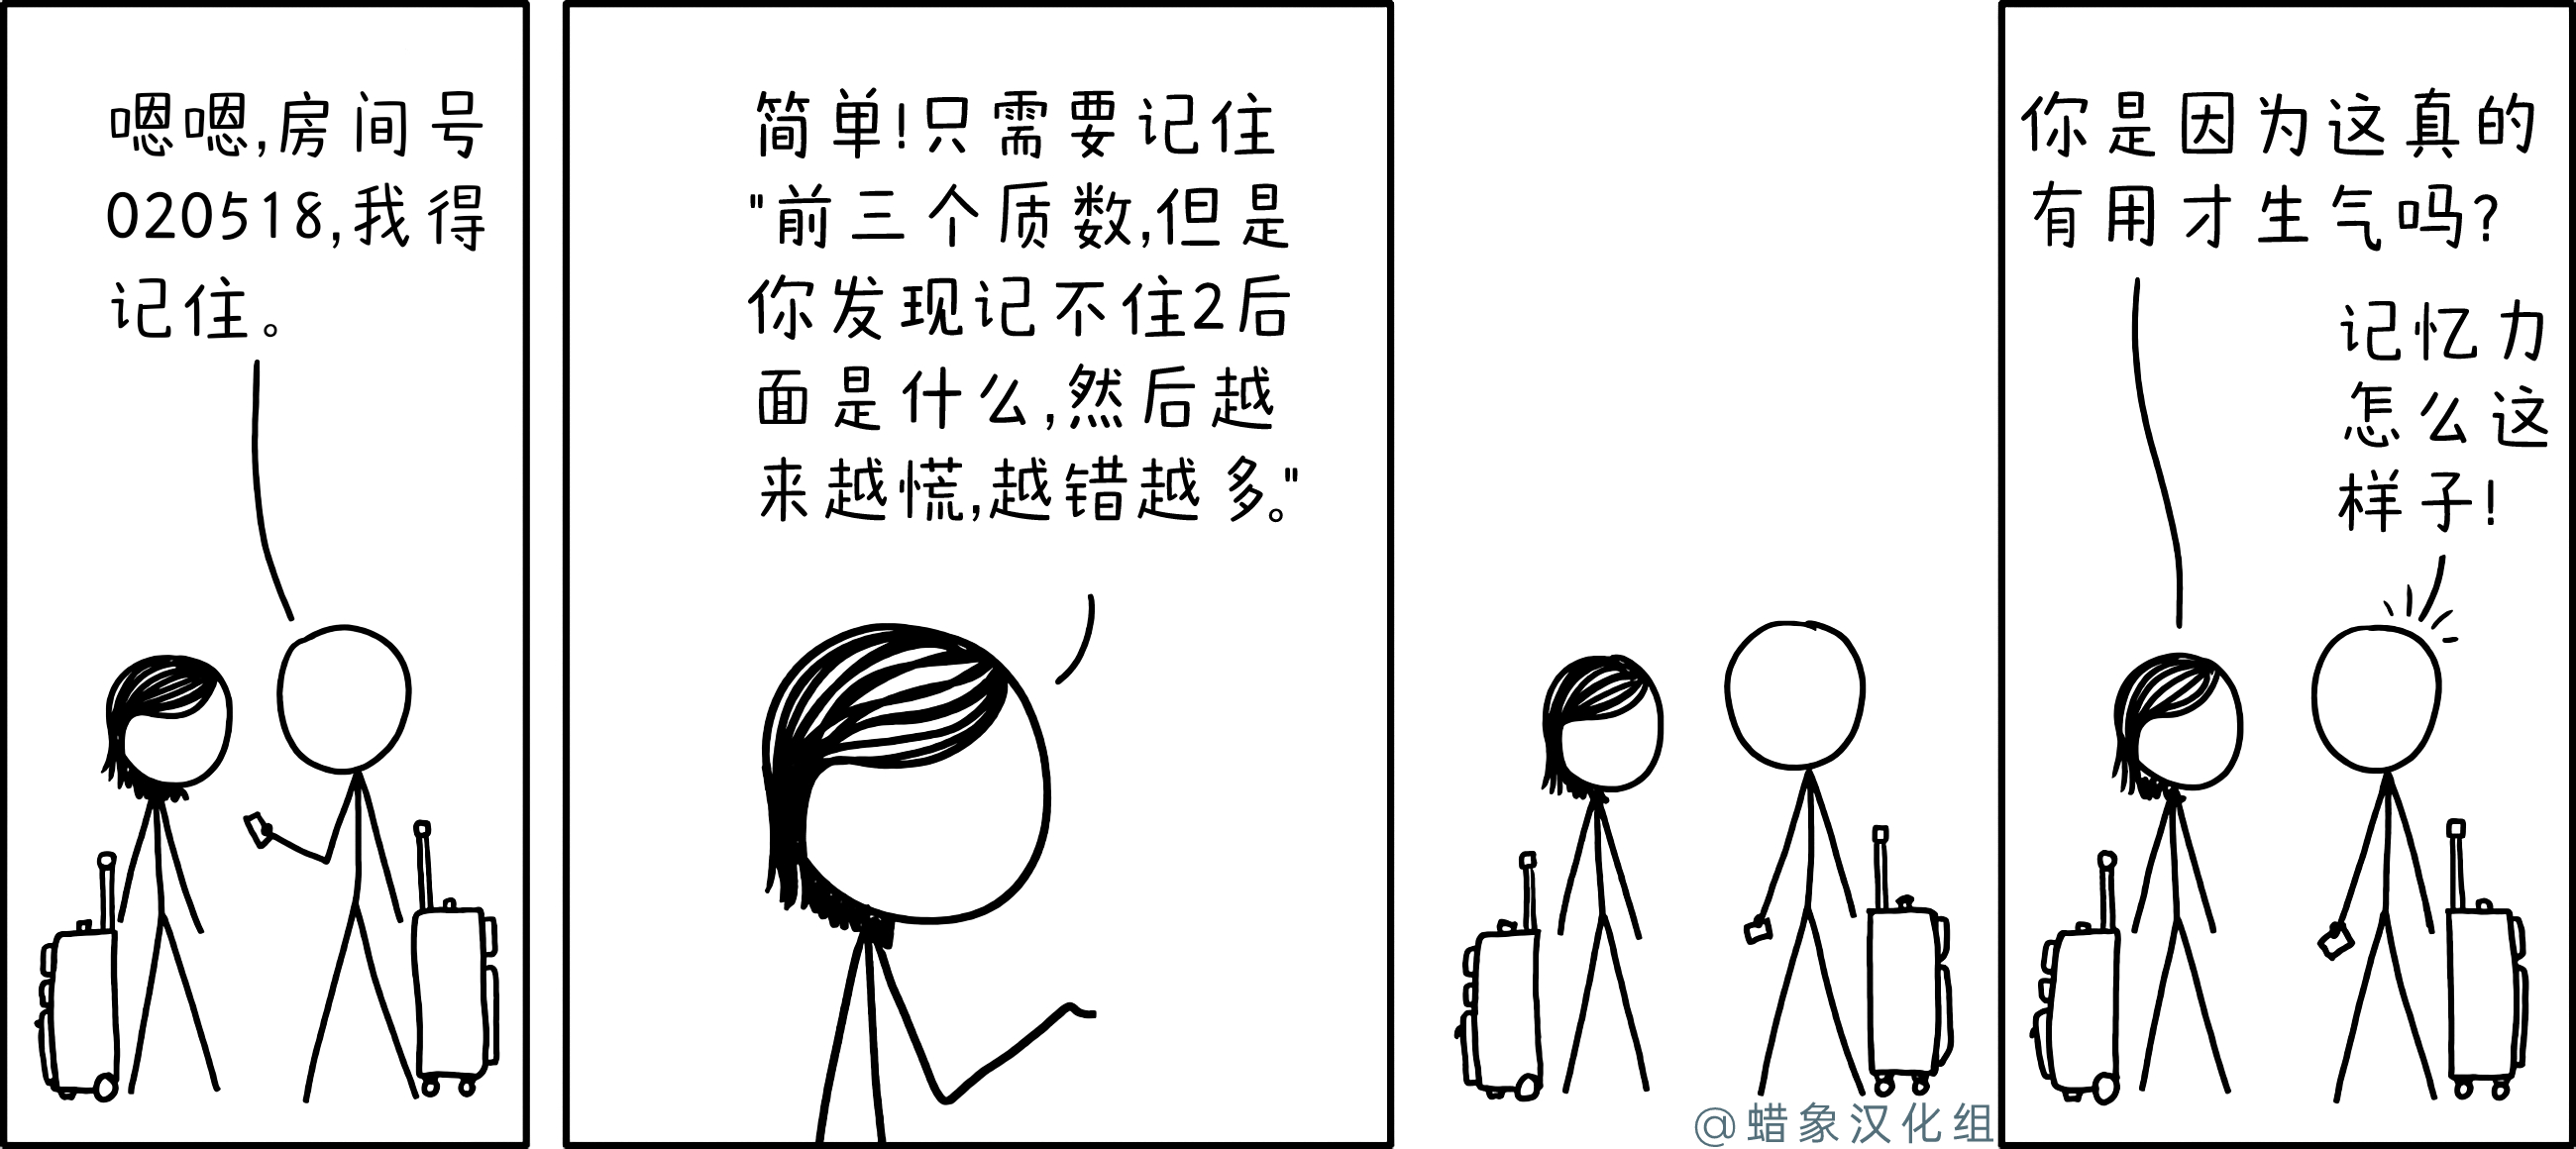 嗯嗯,房间号
020518,我得
记住。
简单!只需要记住
"前三个质数,但是
你发现记不住2后
面是什么,然后越
来越慌,越错越多。"
你是因为这真的
有用才生气吗?
记忆力
怎么这
样子!
@蜡象汉化组